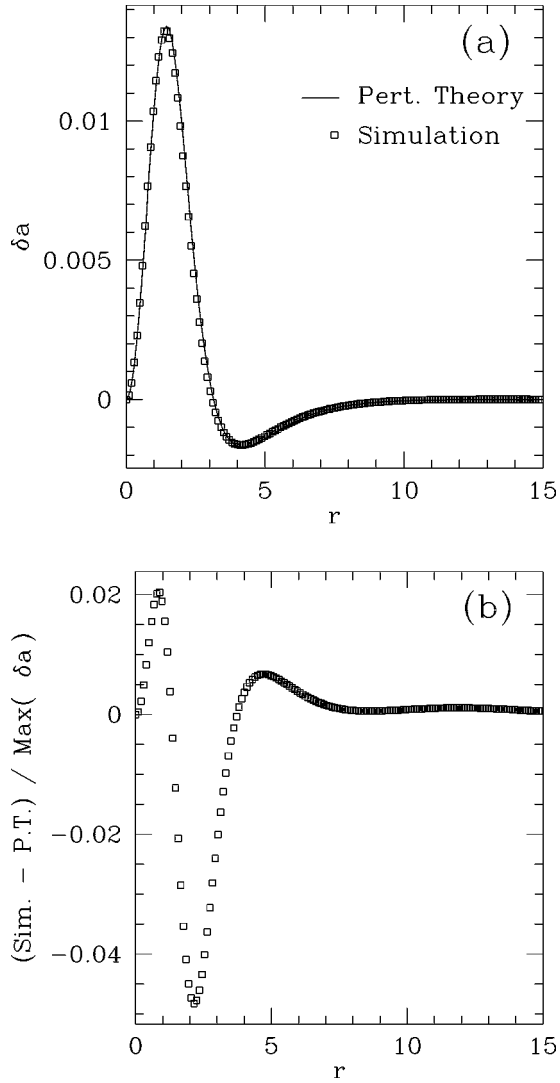 (a)
Pert. Theory
Simulation
0.01
0.005
0
δa
0 5 10 15
r
(b)
0.02
0
−0.02
−0.04
(Sim. − P.T.) / Max( δa)
0 5 10 15
r